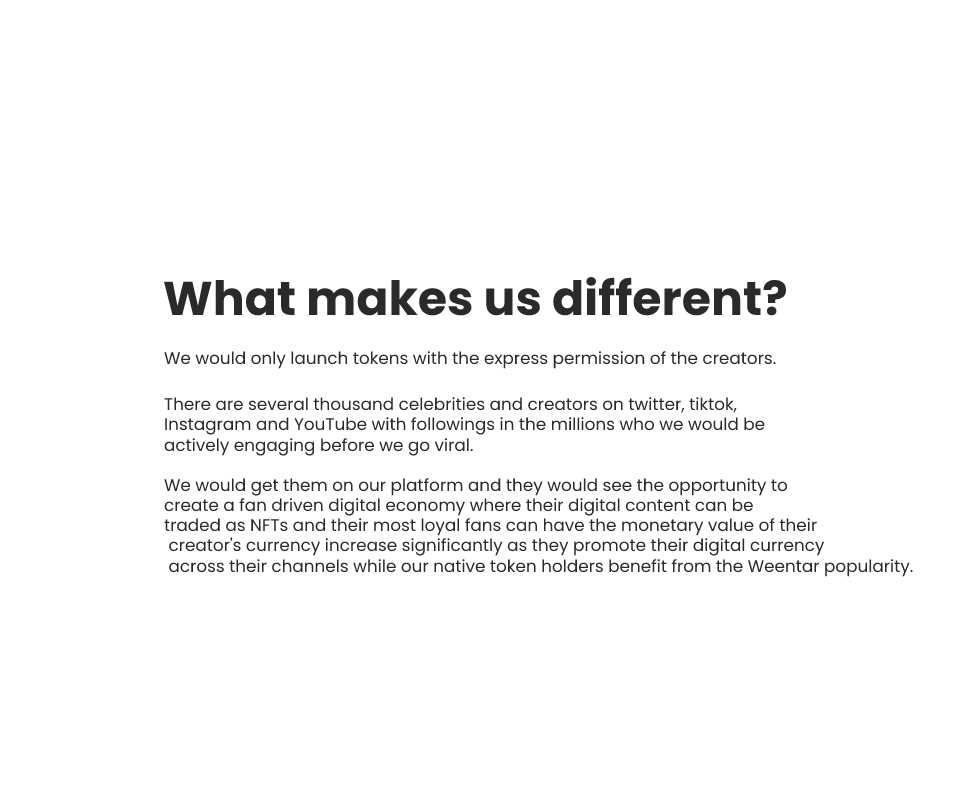 What makes us different?
We would only launch tokens with the express permission of the creators.
There are several thousand celebrities and creators on twitter, tiktok,
Instagram and YouTube with followings in the millions who we would be
actively engaging before we go viral.
We would get them on our platform and they would see the opportunity to
create a fan driven digital economy where their digital content can be
traded as NFTs and their most loyal fans can have the monetary value of their
creator's currency increase significantly as they promote their digital currency
across their channels while our native token holders benefit from the Weentar popularity.